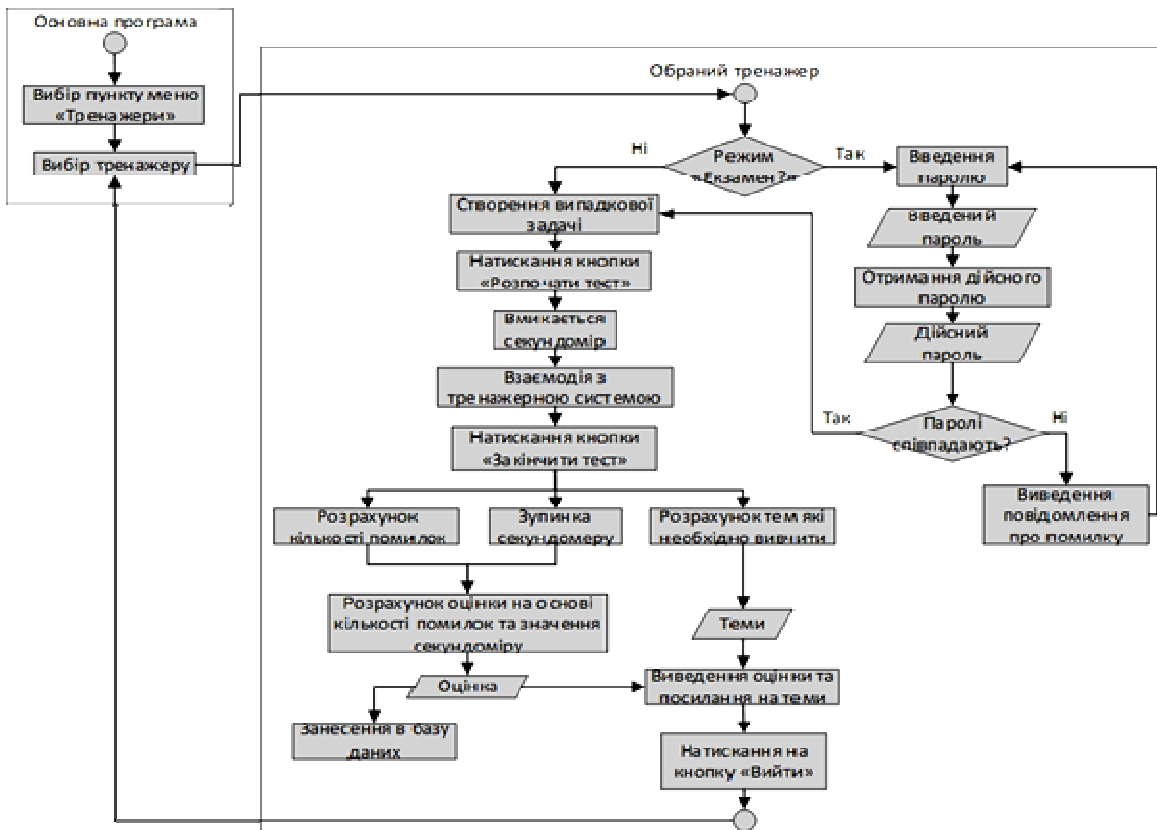 Основна програма
Вибір пункту меню
«Тренажери»
Вибір тренажеру
Обраний тренажер
Режим
«Екзамен?»
Ні
Так
Введення
паролю
Введений
пароль
Отримання дійсного
паролю
Дійсний
пароль
Паролі
співпадають?
Так
Ні
Виведення
повідомлення
про помилку
Створення випадкової
задачі
Натискання кнопки
«Розпочати тест»
Вмикається
секундомір
Взаємодія з
тренажерною системою
Натискання кнопки
«Закінчити тест»
Розрахунок
кількості помилок
Зупинка
секундомеру
Розрахунок тем які
необхідно вивчити
Розрахунок оцінки на основі
кількості помилок та значення
секундоміру
Теми
Оцінка
Виведення оцінки та
посилання на теми
Занесення в базу
даних
Натискання на
кнопку «Вийти»